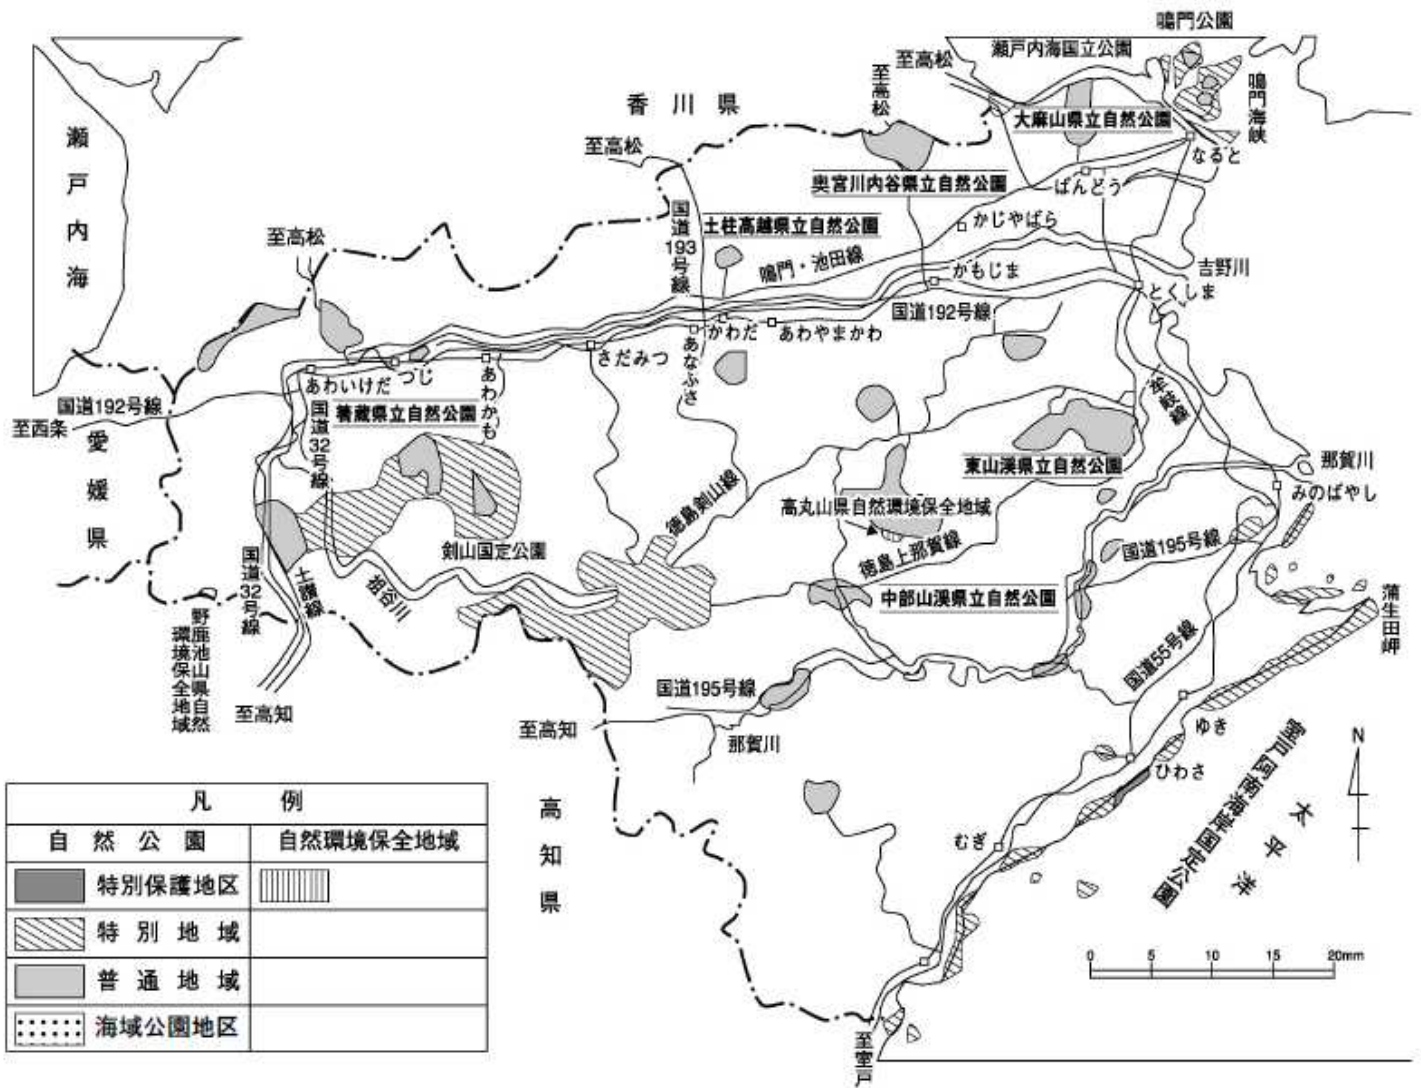 鳴門公園
瀬戸内海国立公園
至高松
至高松
鳴門海峡
香川県
大麻山県立自然公園
至高松
なると
瀬戸内海
奥宮川内谷県立自然公園
ばんどう
国道193号線
土柱高越県立自然公園
かじやばら
至高松
鳴門・池田線
かもじま
吉野川
とくしま
国道192号線
かわだ
あわやまかわ
さだみつ
あなぶさ
あわいけだ
つじ
あわかも
国道192号線
至西条
箸蔵県立自然公園
国道32号線
牟岐線
愛媛県
東山渓県立自然公園
那賀川
みのばやし
徳島剣山線
高丸山県自然環境保全地域
剣山国定公園
国道195号線
徳島上那賀線
国道32号線
土讃線
祖谷川
中部山渓県立自然公園
蒲生田岬
野鹿池山県自然環境保全地域
国道55号線
国道195号線
至高知
至高知
那賀川
ゆき
室戸阿南海岸国定公園
N
ひわさ
太平洋
高知県
むぎ
凡例
自然公園
自然環境保全地域
特別保護地区
特別地域
普通地域
海域公園地区
0 5 10 15 20mm
至室戸